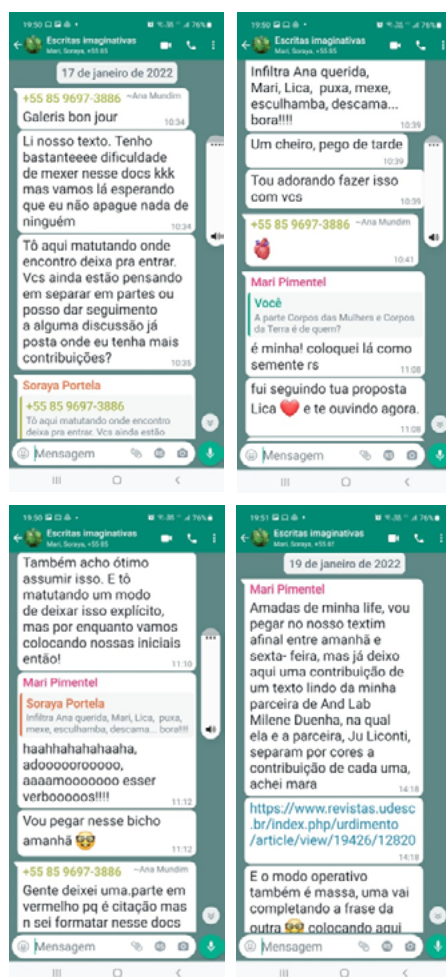 19:50
76%
Escritas imaginativas
Mari, Soraya, +55 85
17 de janeiro de 2022
+55 85 9697-3886 ~Ana Mundim
Galeris bon jour
10:34
Li nosso texto. Tenho
bastanteeee dificuldade
de mexer nesse docs kkk
mas vamos lá esperando
que eu não apague nada de
ninguém
10:34
Tô aqui matutando onde
encontro deixa pra entrar.
Vcs ainda estão pensando
em separar em partes ou
posso dar seguimento
a alguma discussão já
posta onde eu tenha mais
contribuições?
10:35
Soraya Portela
+55 85 9697-3886
Tô aqui matutando onde encontro
deixa pra entrar. Vcs ainda estão
Mensagem
19:50
76%
Escritas imaginativas
Mari, Soraya, +55 85
Infiltra Ana querida,
Mari, Lica, puxa, mexe,
esculhamba, descama...
bora!!!!
10:39
Um cheiro, pego de tarde
10:39
Tou adorando fazer isso
com vcs
10:39
+55 85 9697-3886 ~Ana Mundim
10:41
Mari Pimentel
Você
A parte Corpos das Mulheres e Corpos
da Terra é de quem?
é minha! coloquei lá como
semente rs
11:08
fui seguindo tua proposta
Lica ❤️ e te ouvindo agora.
11:08
Mensagem
19:50
76%
Escritas imaginativas
Mari, Soraya, +55 85
Também acho ótimo
assumir isso. E tô
matutando um modo
de deixar isso explícito,
mas por enquanto vamos
colocando nossas iniciais
então!
11:10
Mari Pimentel
Soraya Portela
Infiltra Ana querida, Mari, Lica, puxa,
mexe, esculhamba, descama... bora!!!!
haahhahahahaaha,
adooooorooooo,
aaaamooooooo esser
verboooos!!!!
11:12
Vou pegar nesse bicho
amanhã 🤓
11:12
+55 85 9697-3886 ~Ana Mundim
Gente deixei uma.parte em
vermelho pq é citação mas
n sei formatar nesse docs
Mensagem
19:51
76%
Escritas imaginativas
Mari, Soraya, +55 85
19 de janeiro de 2022
Mari Pimentel
Amadas de minha life, vou
pegar no nosso textim
afinal entre amanhã e
sexta- feira, mas já deixo
aqui uma contribuição de
um texto lindo da minha
parceira de And Lab
Milene Duenha, na qual
ela e a parceira, Ju Liconti,
separam por cores a
contribuição de cada uma,
achei mara
14:18
https://www.revistas.udesc
.br/index.php/urdimento
/article/view/19426/12820
14:18
E o modo operativo
também é massa, uma vai
completando a frase da
outra 🤓 colocando aqui
Mensagem